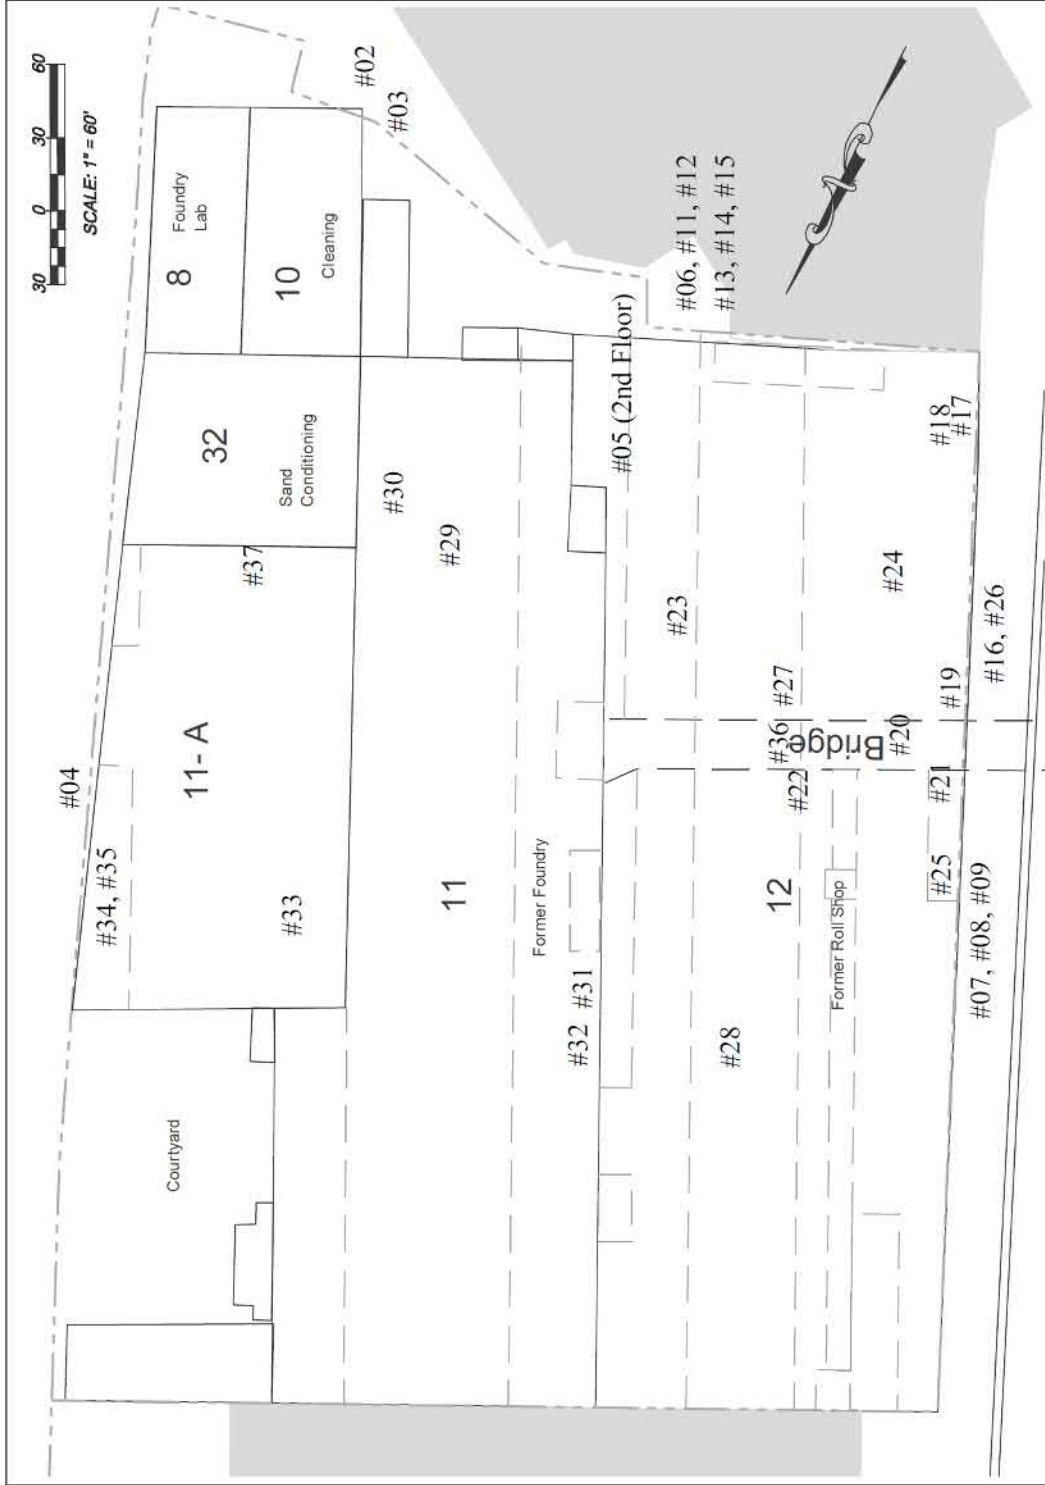 30 0 30 60
SCALE: 1" = 60'
#02
#03
8
Foundry
Lab
10
Cleaning
32
Sand
Conditioning
#04
#34, #35
11- A
#37
#33
Courtyard
#30
#29
11
Former Foundry
#32 #31
#05 (2nd Floor)
#06, #11, #12
#13, #14, #15
#23
#27
#36
#22
Bridge
#20
12
Former Roll Shop
#28
#24
#18
#17
#19
#21
#25
#16, #26
#07, #08, #09